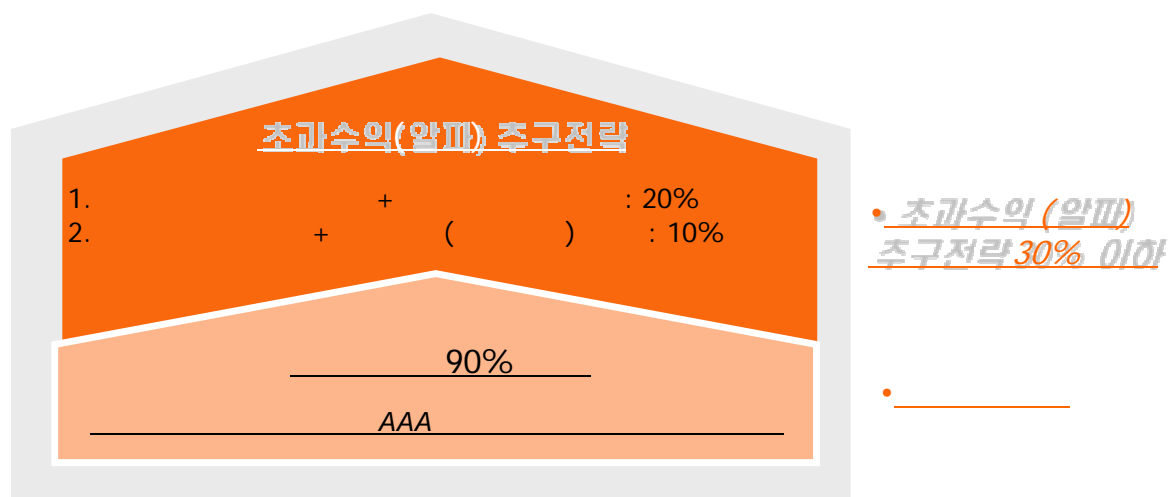 초과수익(알파) 추구전략
1. + : 20%
2. + ( ) : 10%
90%
AAA
• 초과수익 (알파)
추구전략 30% 이하
•